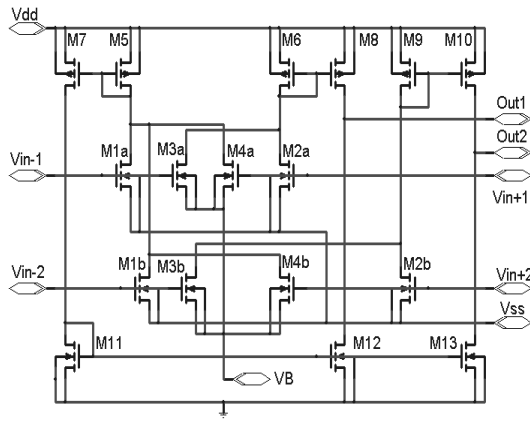 Vdd
M7 M5 M6 M8 M9 M10
Out1
Out2
Vin-1 M1a M3a M4a M2a
Vin+1
Vin-2 M1b M3b M4b M2b Vin+2
Vss
M11 M12 M13
VB